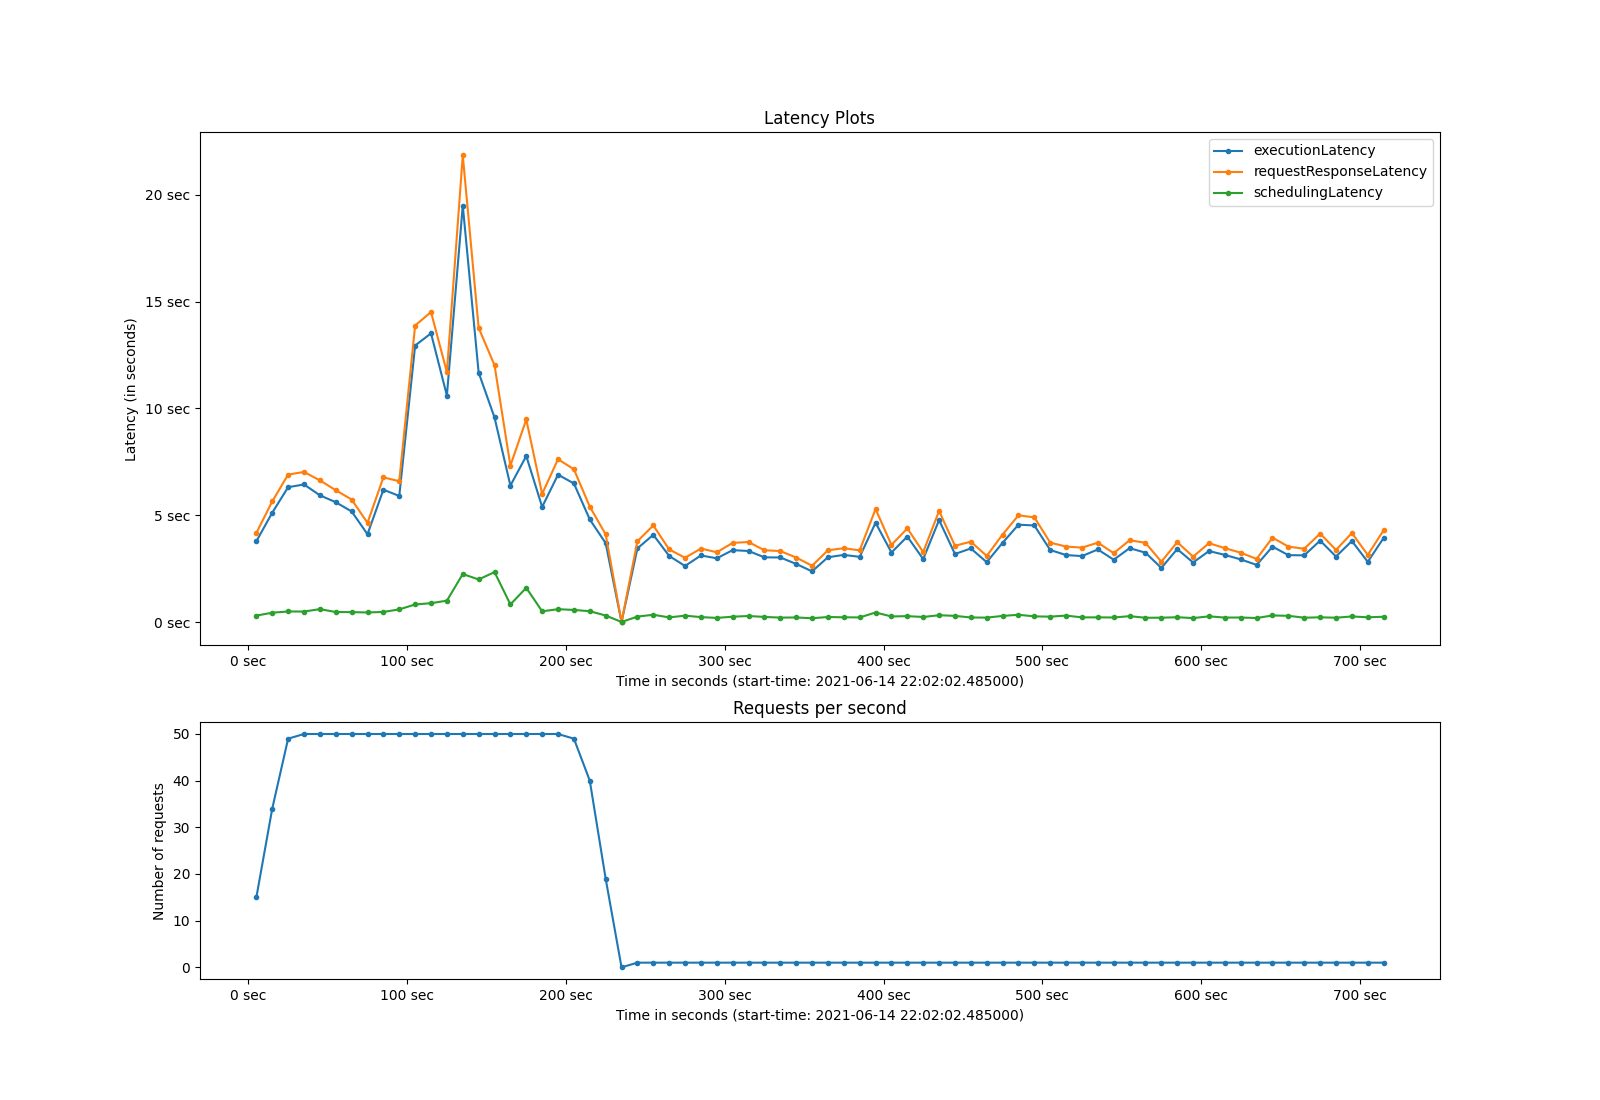 Latency Plots
executionLatency
requestResponseLatency
schedulingLatency
Latency (in seconds)
20 sec
15 sec
10 sec
5 sec
0 sec
0 sec 100 sec 200 sec 300 sec 400 sec 500 sec 600 sec 700 sec
Time in seconds (start-time: 2021-06-14 22:02:02.485000)
Requests per second
Number of requests
50
40
30
20
10
0
0 sec 100 sec 200 sec 300 sec 400 sec 500 sec 600 sec 700 sec
Time in seconds (start-time: 2021-06-14 22:02:02.485000)